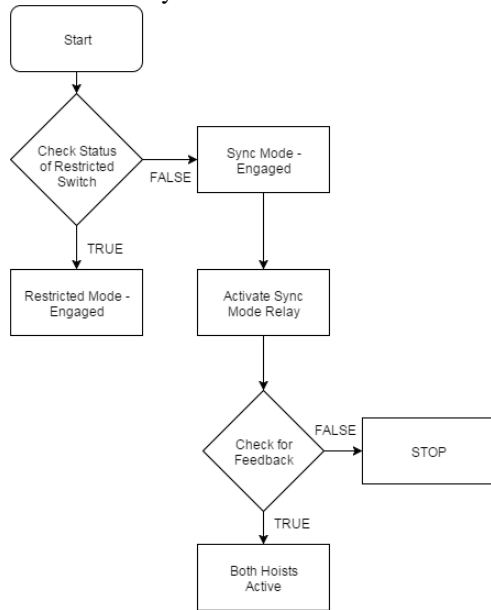 Start
Check Status
of Restricted
Switch
FALSE
Sync Mode -
Engaged
TRUE
Restricted Mode -
Engaged
Activate Sync
Mode Relay
Check for
Feedback
FALSE
STOP
TRUE
Both Hoists
Active